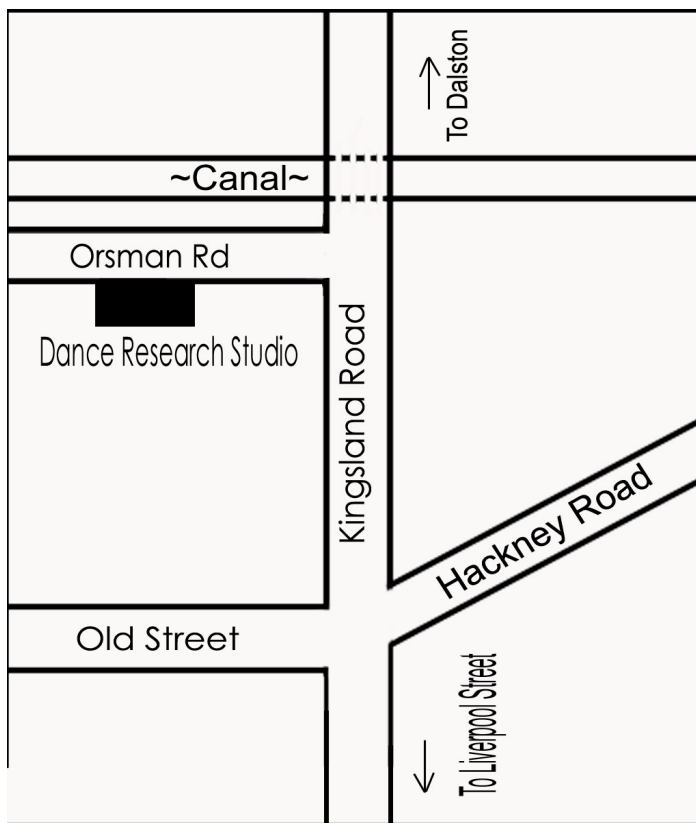 To Dalston
~Canal~
Orsman Rd
Dance Research Studio
Kingsland Road
Hackney Road
Old Street
To Liverpool Street